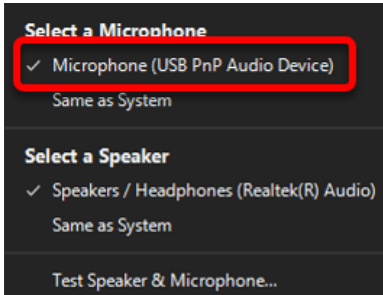 Select a Microphone
Microphone (USB PnP Audio Device)
Same as System
Select a Speaker
Speakers / Headphones (Realtek(R) Audio)
Same as System
Test Speaker & Microphone...